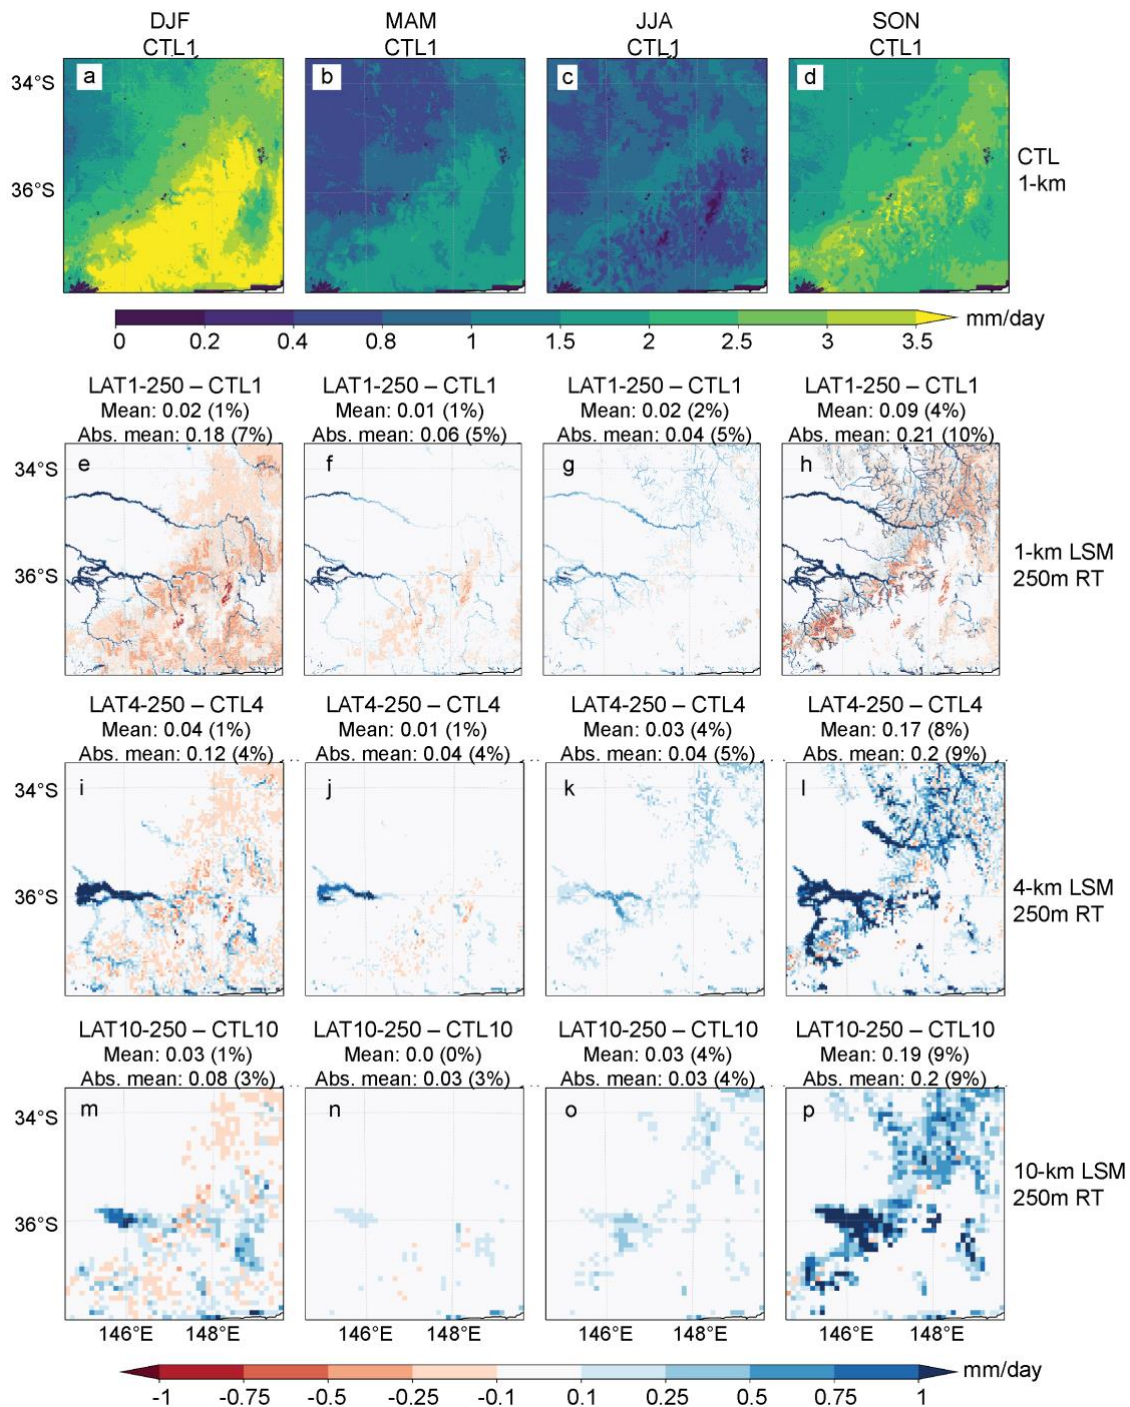 DJF MAM JJA SON
CTL1 CTL1 CTL1 CTL1
a b c d
34°S
36°S
CTL
1-km
mm/day
0 0.2 0.4 0.8 1 1.5 2 2.5 3 3.5
LAT1-250 – CTL1 LAT1-250 – CTL1 LAT1-250 – CTL1 LAT1-250 – CTL1
Mean: 0.02 (1%) Mean: 0.01 (1%) Mean: 0.02 (2%) Mean: 0.09 (4%)
Abs. mean: 0.18 (7%) Abs. mean: 0.06 (5%) Abs. mean: 0.04 (5%) Abs. mean: 0.21 (10%)
e f g h
34°S
36°S
1-km LSM
250m RT
LAT4-250 – CTL4 LAT4-250 – CTL4 LAT4-250 – CTL4 LAT4-250 – CTL4
Mean: 0.04 (1%) Mean: 0.01 (1%) Mean: 0.03 (4%) Mean: 0.17 (8%)
Abs. mean: 0.12 (4%) Abs. mean: 0.04 (4%) Abs. mean: 0.04 (5%) Abs. mean: 0.2 (9%)
i j k l
34°S
36°S
4-km LSM
250m RT
LAT10-250 – CTL10 LAT10-250 – CTL10 LAT10-250 – CTL10 LAT10-250 – CTL10
Mean: 0.03 (1%) Mean: 0.0 (0%) Mean: 0.03 (4%) Mean: 0.19 (9%)
Abs. mean: 0.08 (3%) Abs. mean: 0.03 (3%) Abs. mean: 0.03 (4%) Abs. mean: 0.2 (9%)
m n o p
34°S
36°S
10-km LSM
250m RT
146°E 148°E 146°E 148°E 146°E 148°E 146°E 148°E
mm/day
-1 -0.75 -0.5 -0.25 -0.1 0.1 0.25 0.5 0.75 1